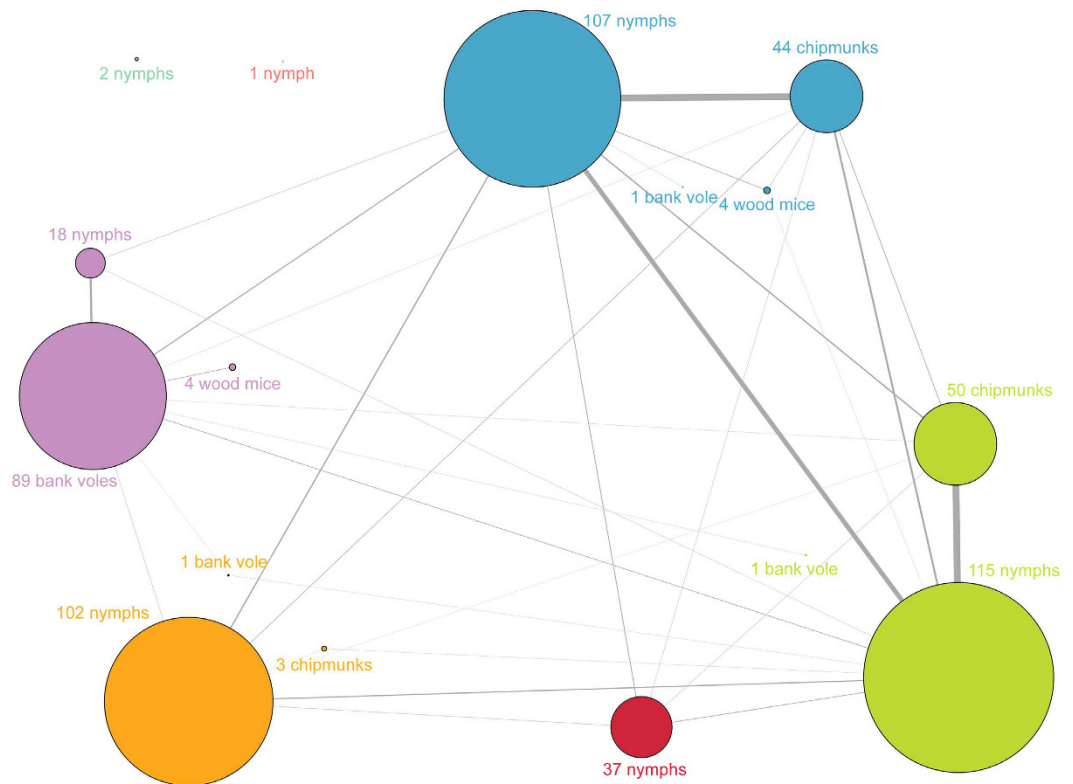 107 nymphs
44 chipmunks
2 nymphs
1 nymph
1 bank vole
4 wood mice
18 nymphs
4 wood mice
50 chipmunks
89 bank voles
1 bank vole
1 bank vole
115 nymphs
102 nymphs
3 chipmunks
37 nymphs